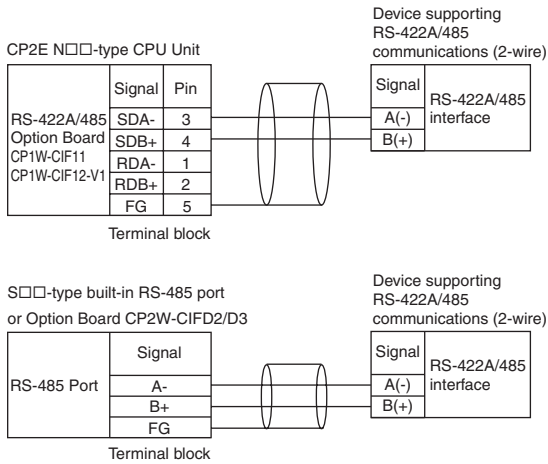 CP2E N□□-type CPU Unit
Device supporting
RS-422A/485
communications (2-wire)
Signal Pin
RS-422A/485
Option Board
CP1W-CIF11
CP1W-CIF12-V1
SDA- 3
SDB+ 4
RDA- 1
RDB+ 2
FG 5
Terminal block
Signal
A(-)
B(+)
RS-422A/485
interface
S□□-type built-in RS-485 port
or Option Board CP2W-CIFD2/D3
Device supporting
RS-422A/485
communications (2-wire)
Signal
RS-485 Port
A-
B+
FG
Terminal block
Signal
A(-)
B(+)
RS-422A/485
interface